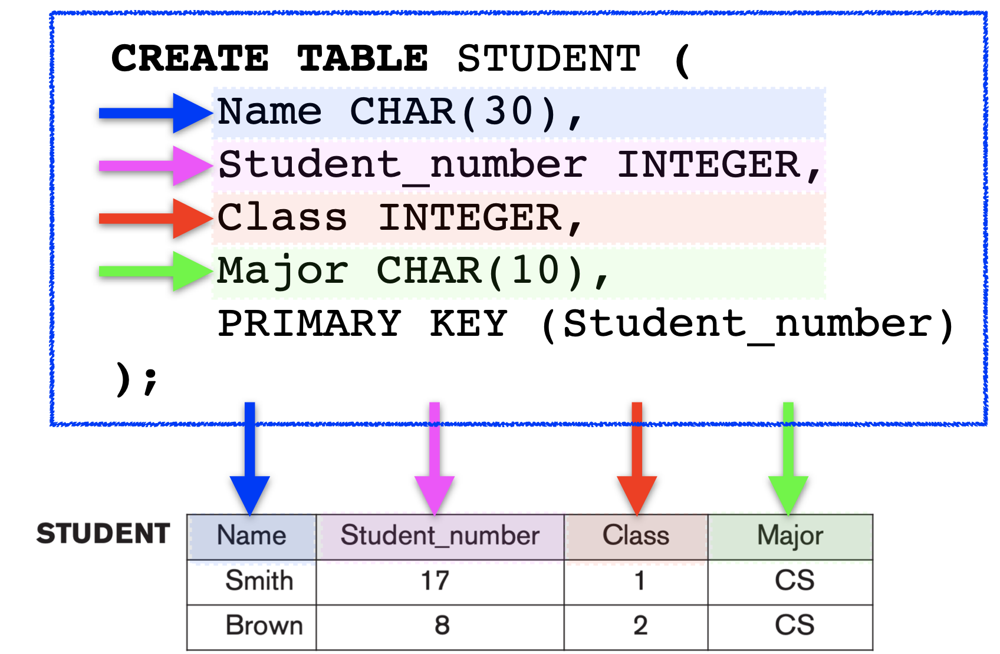 CREATE TABLE STUDENT (
Name CHAR(30),
Student_number INTEGER,
Class INTEGER,
Major CHAR(10),
PRIMARY KEY (Student_number)
);
STUDENT Name Student_number Class Major
Smith 17 1 CS
Brown 8 2 CS